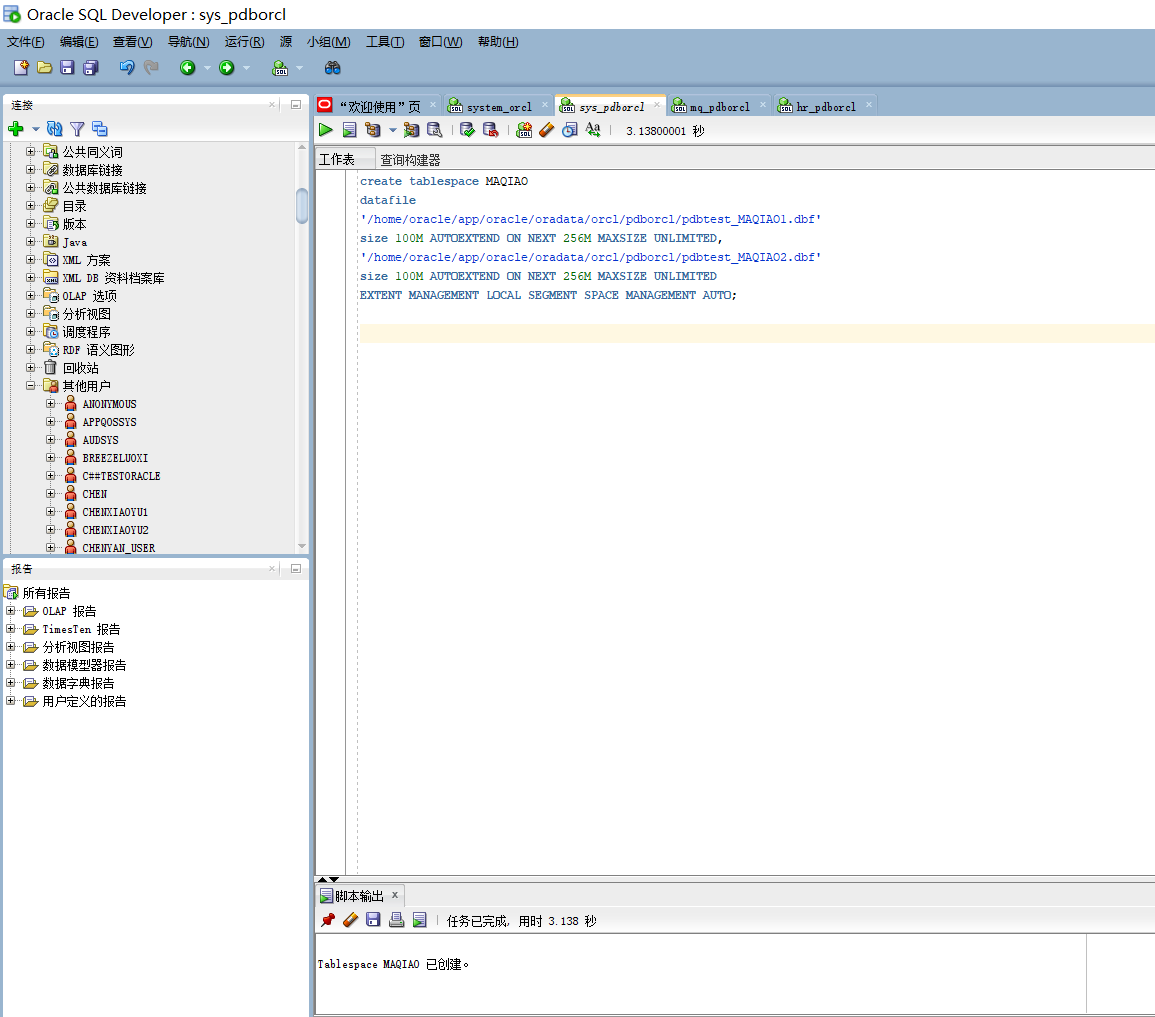 Oracle SQL Developer : sys_pdborcl
文件(F) 编辑(E) 查看(V) 导航(N) 运行(R) 源 小组(M) 工具(T) 窗口(W) 帮助(H)
连接
公共同义词
数据库链接
公共数据库链接
目录
版本
Java
XML 方案
XML DB 资料档案库
OLAP 选项
分析视图
调度程序
RDF 语义图形
回收站
其他用户
ANONYMOUS
APPQOSSYS
AUDSYS
BREEZELUOXI
C##TESTORACLE
CHEN
CHENXIAOYU1
CHENXIAOYU2
CHENYAN_USER
报告
所有报告
OLAP 报告
TimesTen 报告
分析视图报告
数据模型器报告
数据字典报告
用户定义的报告
“欢迎使用”页 system_orcl sys_pdborcl mq_pdborcl hr_pdborcl
3.13800001 秒
工作表 查询构建器
create tablespace MAQIAO
datafile
'/home/oracle/app/oracle/oradata/orcl/pdborcl/pdbtest_MAQIAO1.dbf'
size 100M AUTOEXTEND ON NEXT 256M MAXSIZE UNLIMITED,
'/home/oracle/app/oracle/oradata/orcl/pdborcl/pdbtest_MAQIAO2.dbf'
size 100M AUTOEXTEND ON NEXT 256M MAXSIZE UNLIMITED
EXTENT MANAGEMENT LOCAL SEGMENT SPACE MANAGEMENT AUTO;
脚本输出 x
任务已完成, 用时 3.138 秒
Tablespace MAQIAO 已创建。